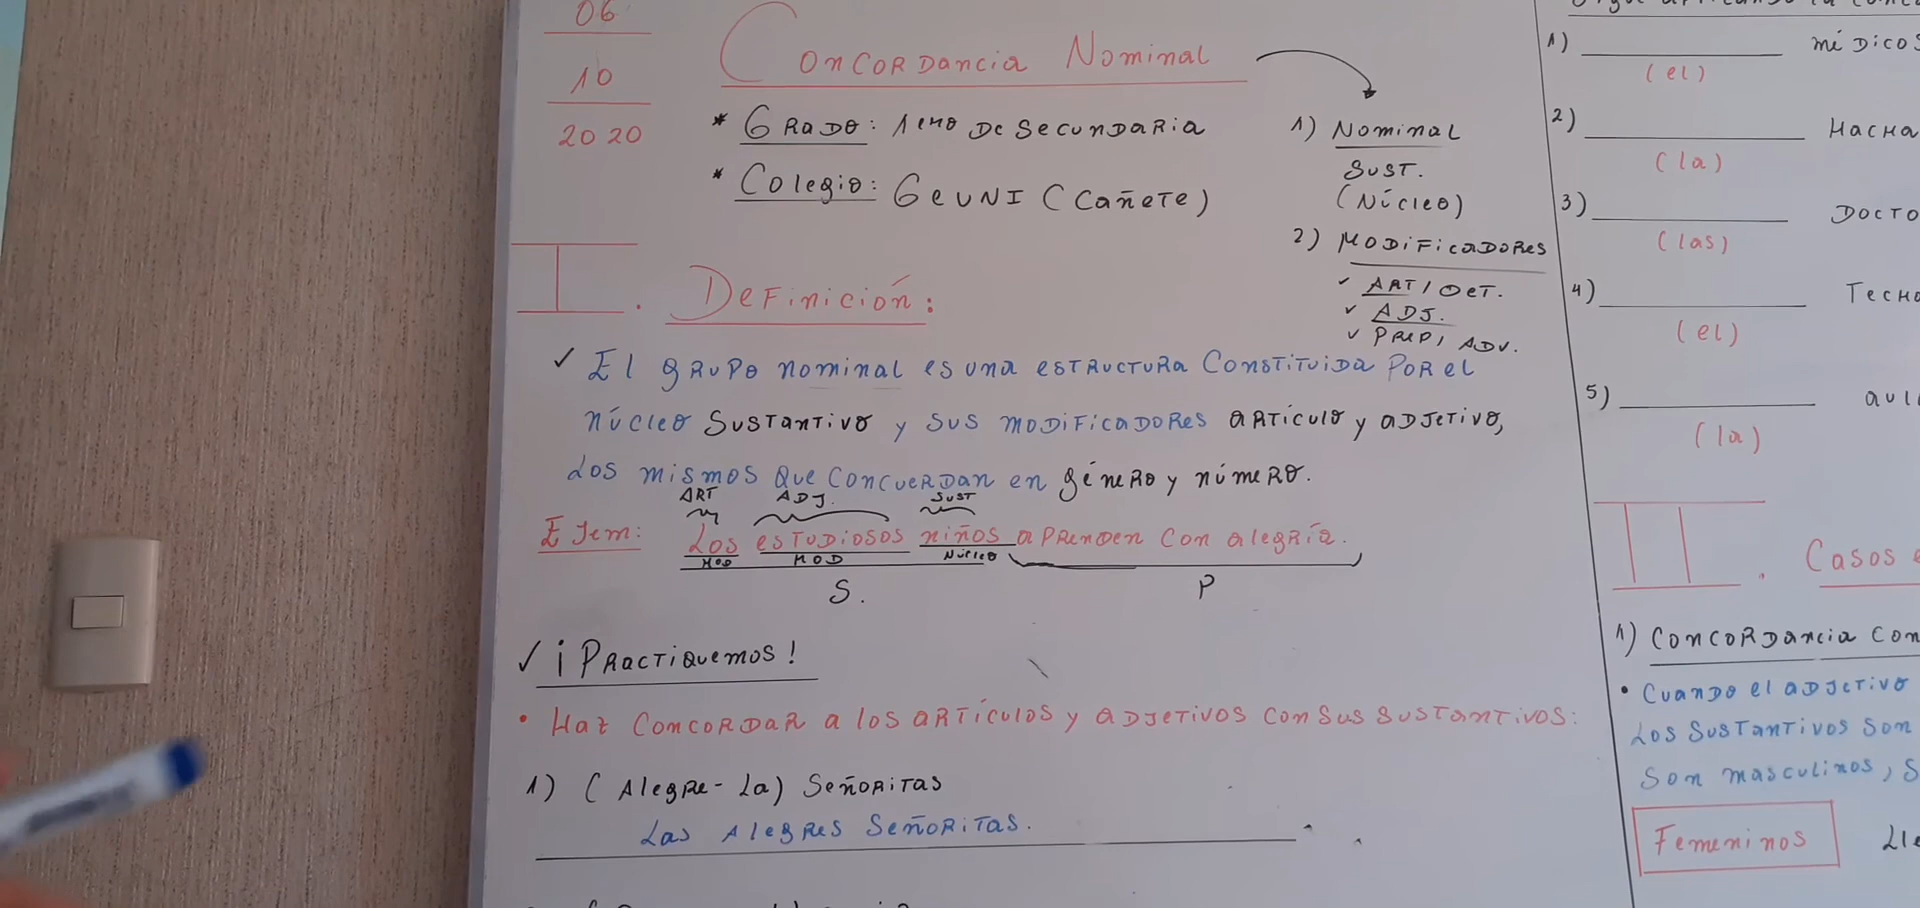 06
10
2020
Concordancia Nominal
* Grado: 1ero De Secundaria
* Colegio: GeUNI (Cañete)
1) Nominal
Sust.
(Núcleo)
2) Modificadores
✓ ART / Det.
✓ ADJ.
✓ Prep, ADV.
I. Definición:
✓ El grupo nominal es una estructura Constituida Por el
núcleo Sustantivo y sus modificadores artículo y adjetivo,
Los mismos que concuerdan en género y número.
ART ADJ. SUST
Ejem: Los estudiosos niños aprenden con alegría.
MOD MOD Núcleo
S. P
✓ ¡Practiquemos!
• Haz concordar a los artículos y adjetivos con sus sustantivos:
1) (Alegre - La) Señoritas
Las Alegres Señoritas.
1) ____ médicos
(el)
2) ____ Hacha
(la)
3) ____
(las)
4) ____
(el)
5) ____
(la)
II. Casos
1) Concordancia con
• Cuando el adjetivo
Los sustantivos son
Son masculinos,
Femeninos